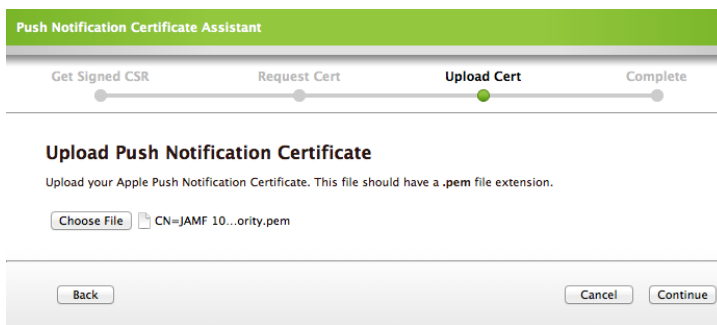 Push Notification Certificate Assistant
Get Signed CSR Request Cert Upload Cert Complete
Upload Push Notification Certificate
Upload your Apple Push Notification Certificate. This file should have a .pem file extension.
Choose File CN=JAMF 10...ority.pem
Back Cancel Continue